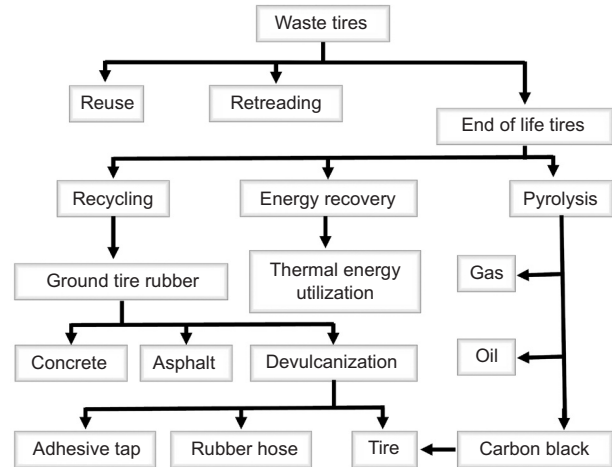 Waste tires
Reuse
Retreading
End of life tires
Recycling
Energy recovery
Pyrolysis
Ground tire rubber
Thermal energy
utilization
Gas
Concrete
Asphalt
Devulcanization
Oil
Adhesive tap
Rubber hose
Tire
Carbon black